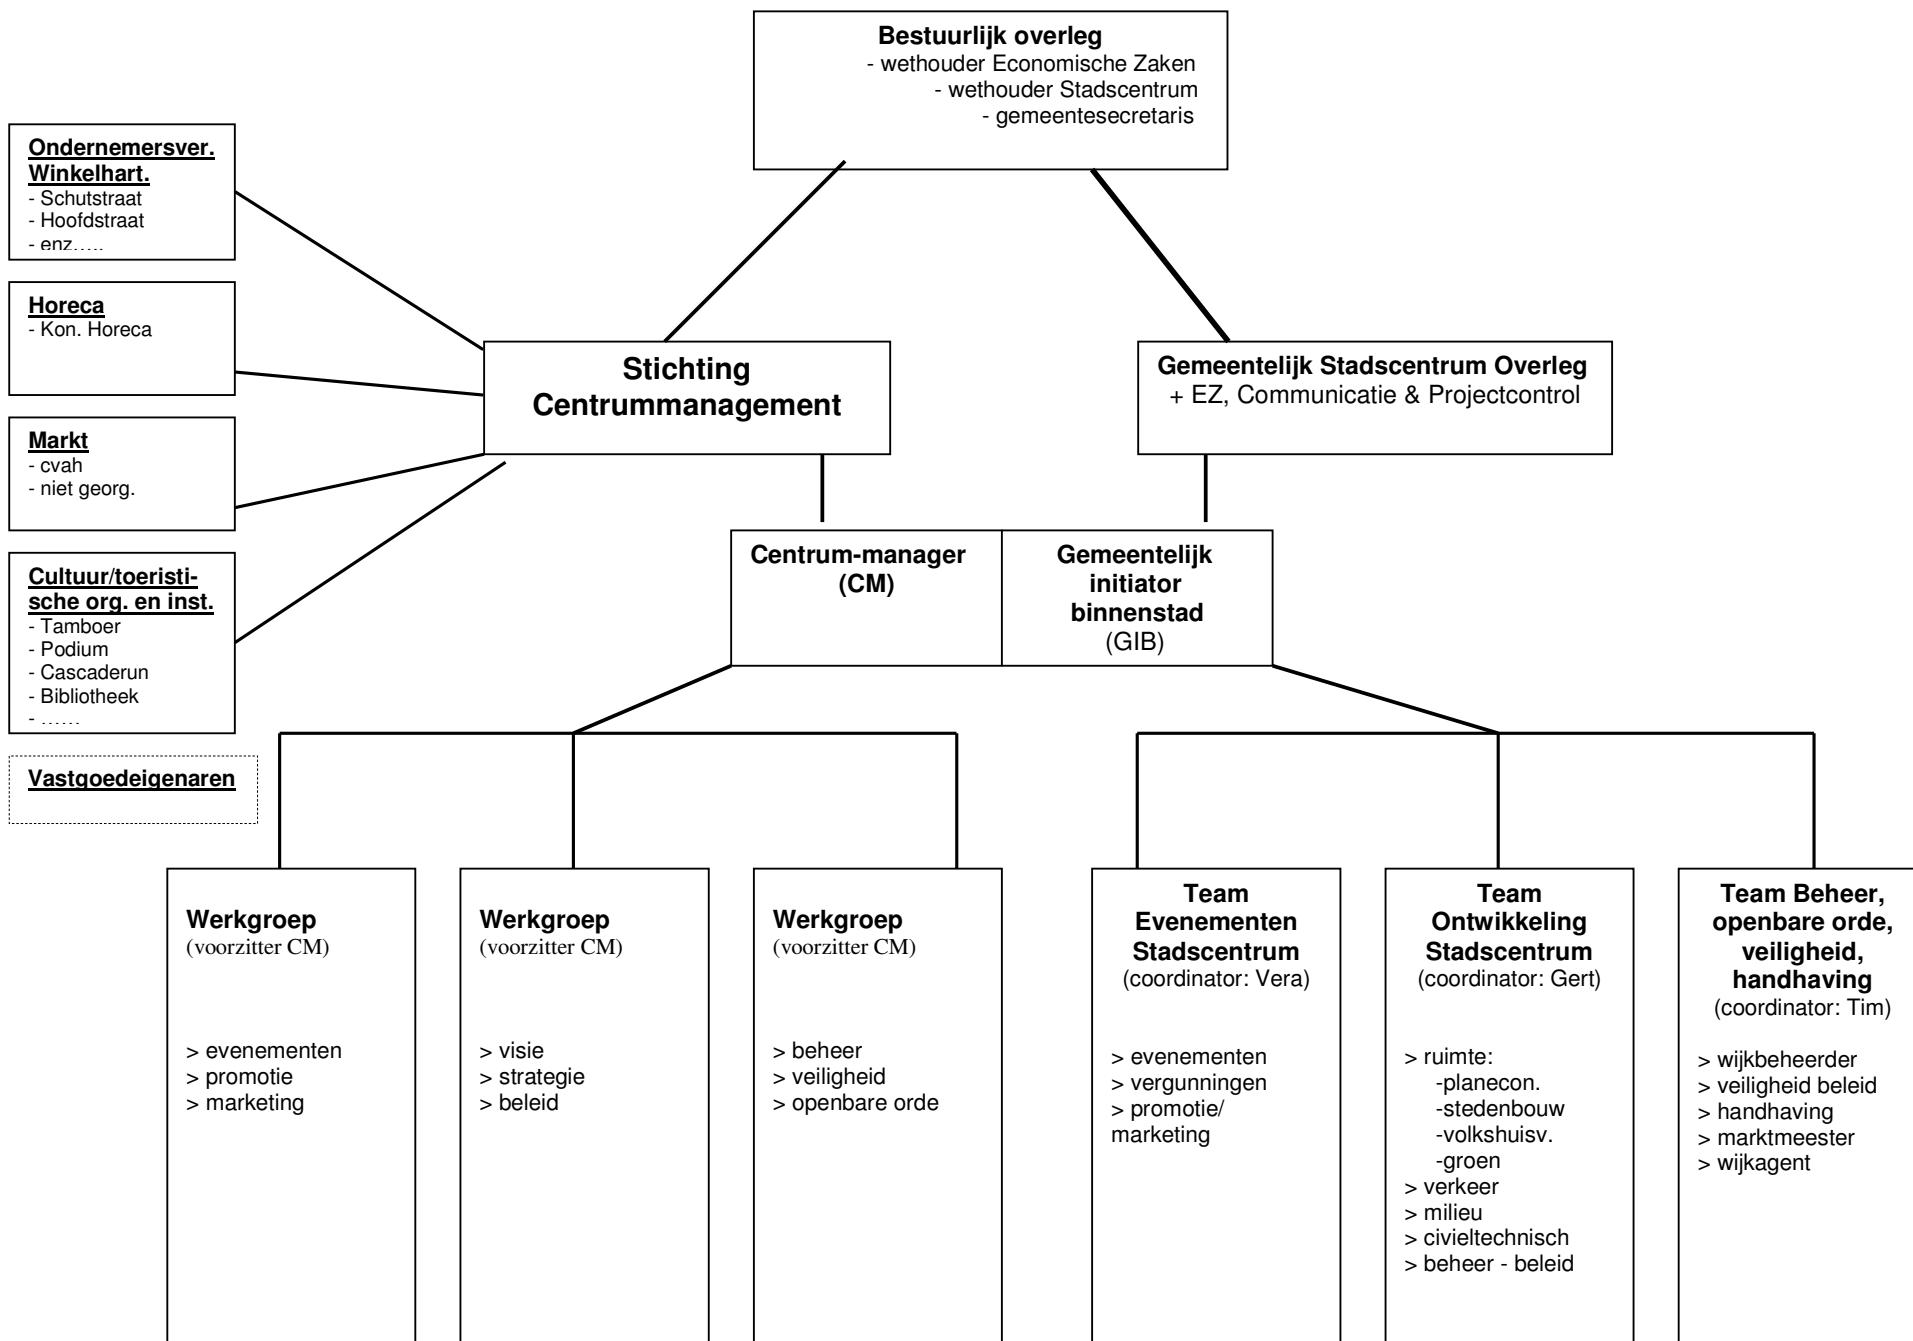 Bestuurlijk overleg
- wethouder Economische Zaken
- wethouder Stadscentrum
- gemeentesecretaris
Ondernemersver.
Winkelhart.
- Schutstraat
- Hoofdstraat
- enz…..
Horeca
- Kon. Horeca
Markt
- cvah
- niet georg.
Cultuur/toeristi-
sche org. en inst.
- Tamboer
- Podium
- Cascaderun
- Bibliotheek
- ……
Vastgoedeigenaren
Stichting
Centrummanagement
Gemeentelijk Stadscentrum Overleg
+ EZ, Communicatie & Projectcontrol
Centrum-manager
(CM)
Gemeentelijk
initiator
binnenstad
(GIB)
Werkgroep
(voorzitter CM)
> evenementen
> promotie
> marketing
Werkgroep
(voorzitter CM)
> visie
> strategie
> beleid
Werkgroep
(voorzitter CM)
> beheer
> veiligheid
> openbare orde
Team
Evenementen
Stadscentrum
(coordinator: Vera)
> evenementen
> vergunningen
> promotie/
marketing
Team
Ontwikkeling
Stadscentrum
(coordinator: Gert)
> ruimte:
-planecon.
-stedenbouw
-volkshuisv.
-groen
> verkeer
> milieu
> civieltechnisch
> beheer - beleid
Team Beheer,
openbare orde,
veiligheid,
handhaving
(coordinator: Tim)
> wijkbeheerder
> veiligheid beleid
> handhaving
> marktmeester
> wijkagent